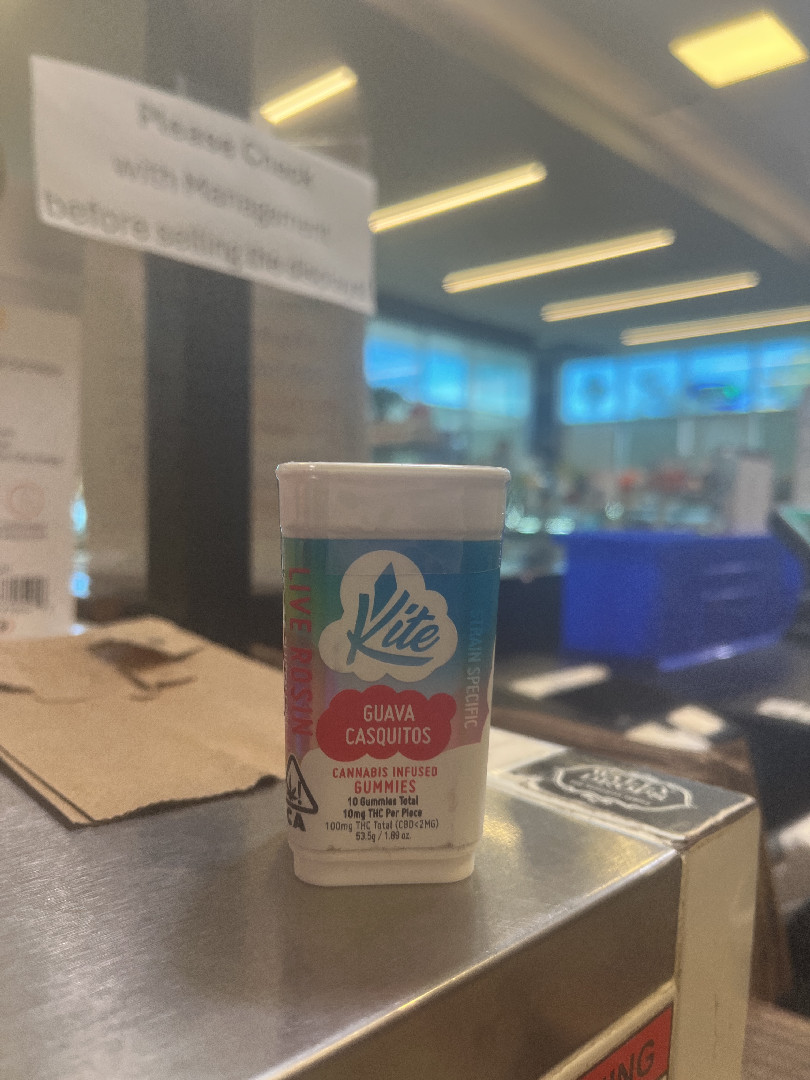 Please Check
with Management
before selling the discount
LIVE ROSIN
Kite
STRAIN SPECIFIC
GUAVA
CASQUITOS
CANNABIS INFUSED
GUMMIES
10 Gummies Total
10mg THC Per Piece
100mg THC Total (CBD<2MG)
53.5g / 1.89 oz.
CA